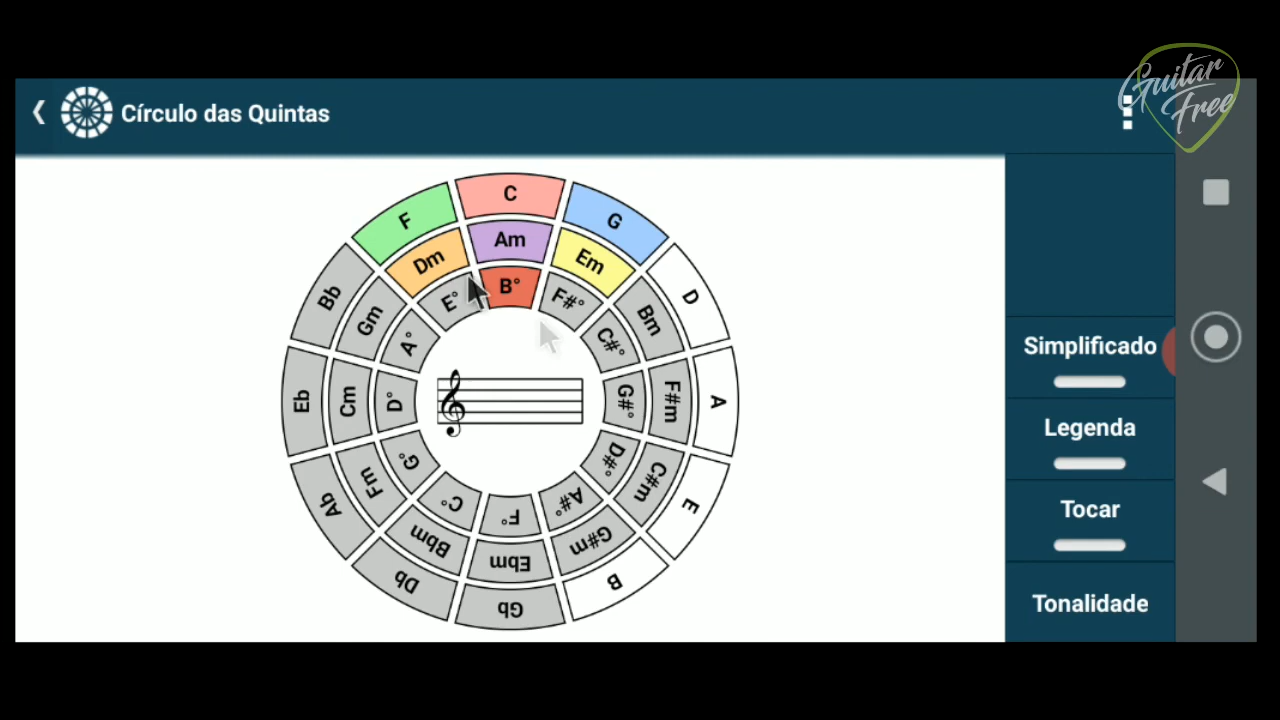 Guitar
Free
Círculo das Quintas
C
F
G
Am
Dm
Em
B°
E°
F#°
Bb
D
Gm
Bm
A°
C#°
Eb
Cm
D°
G#°
F#m
A
Simplificado
Legenda
Tocar
Tonalidade
Ab
Fm
G°
D#°
C#m
E
C°
A#°
F°
Bbm
G#m
Ebm
Db
B
Gb